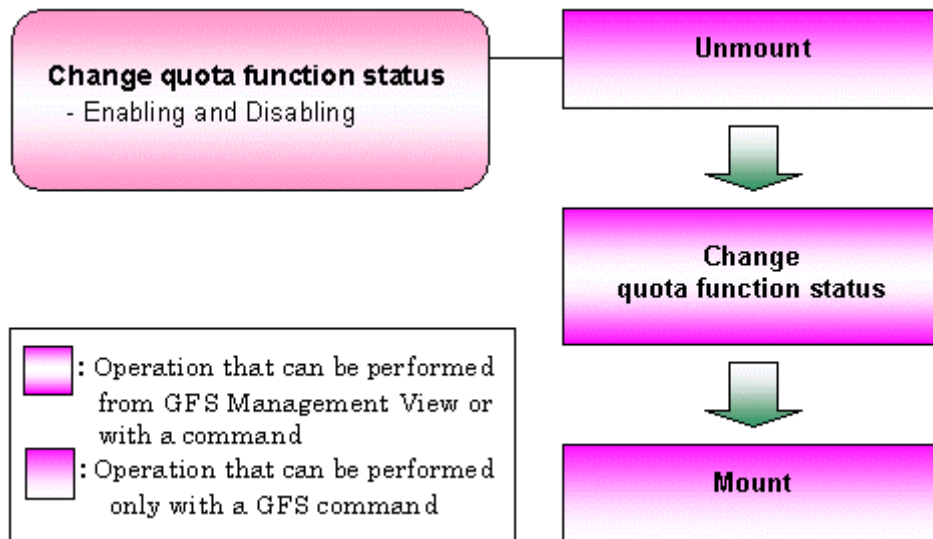 Change quota function status
- Enabling and Disabling
Unmount
Change
quota function status
Mount
: Operation that can be performed
from GFS Management View or
with a command
: Operation that can be performed
only with a GFS command